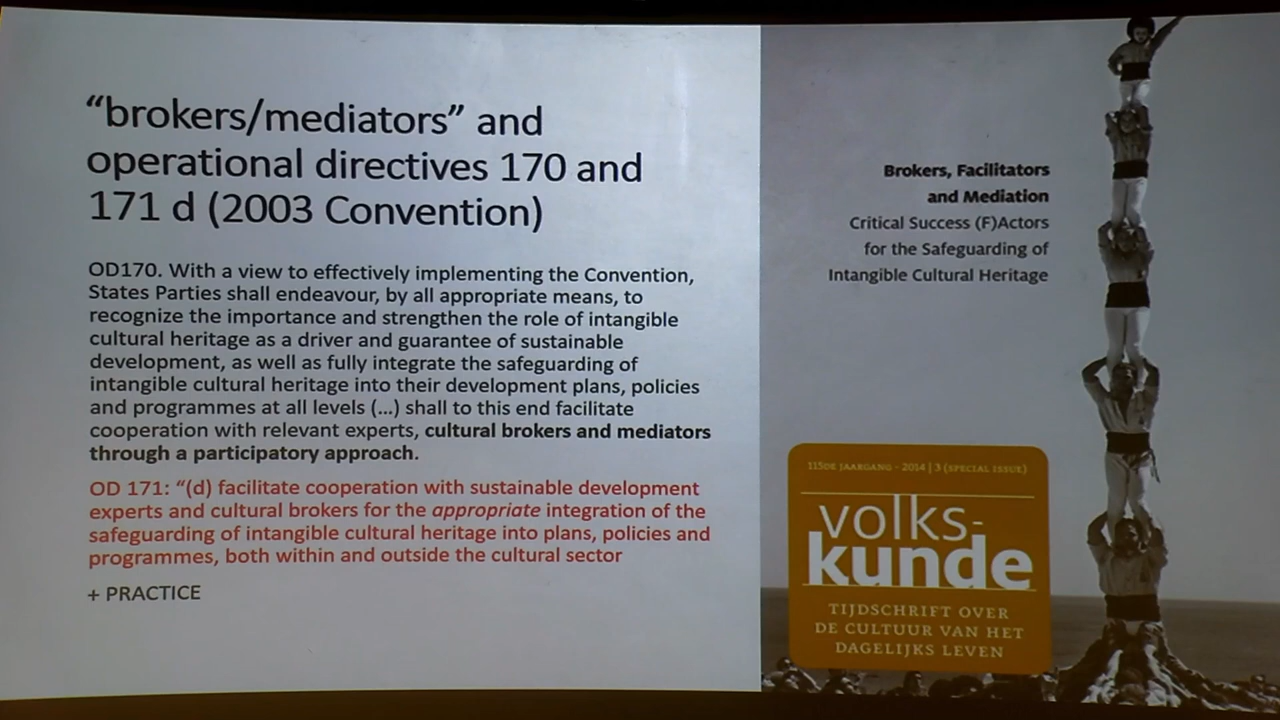 “brokers/mediators” and
operational directives 170 and
171 d (2003 Convention)
OD170. With a view to effectively implementing the Convention,
States Parties shall endeavour, by all appropriate means, to
recognize the importance and strengthen the role of intangible
cultural heritage as a driver and guarantee of sustainable
development, as well as fully integrate the safeguarding of
intangible cultural heritage into their development plans, policies
and programmes at all levels (...) shall to this end facilitate
cooperation with relevant experts, cultural brokers and mediators
through a participatory approach.
OD 171: “(d) facilitate cooperation with sustainable development
experts and cultural brokers for the appropriate integration of the
safeguarding of intangible cultural heritage into plans, policies and
programmes, both within and outside the cultural sector
+ PRACTICE
Brokers, Facilitators
and Mediation
Critical Success (F)Actors
for the Safeguarding of
Intangible Cultural Heritage
115DE JAARGANG - 2014 | 3 (SPECIAL ISSUE)
volks-
kunde
TIJDSCHRIFT OVER
DE CULTUUR VAN HET
DAGELIJKS LEVEN